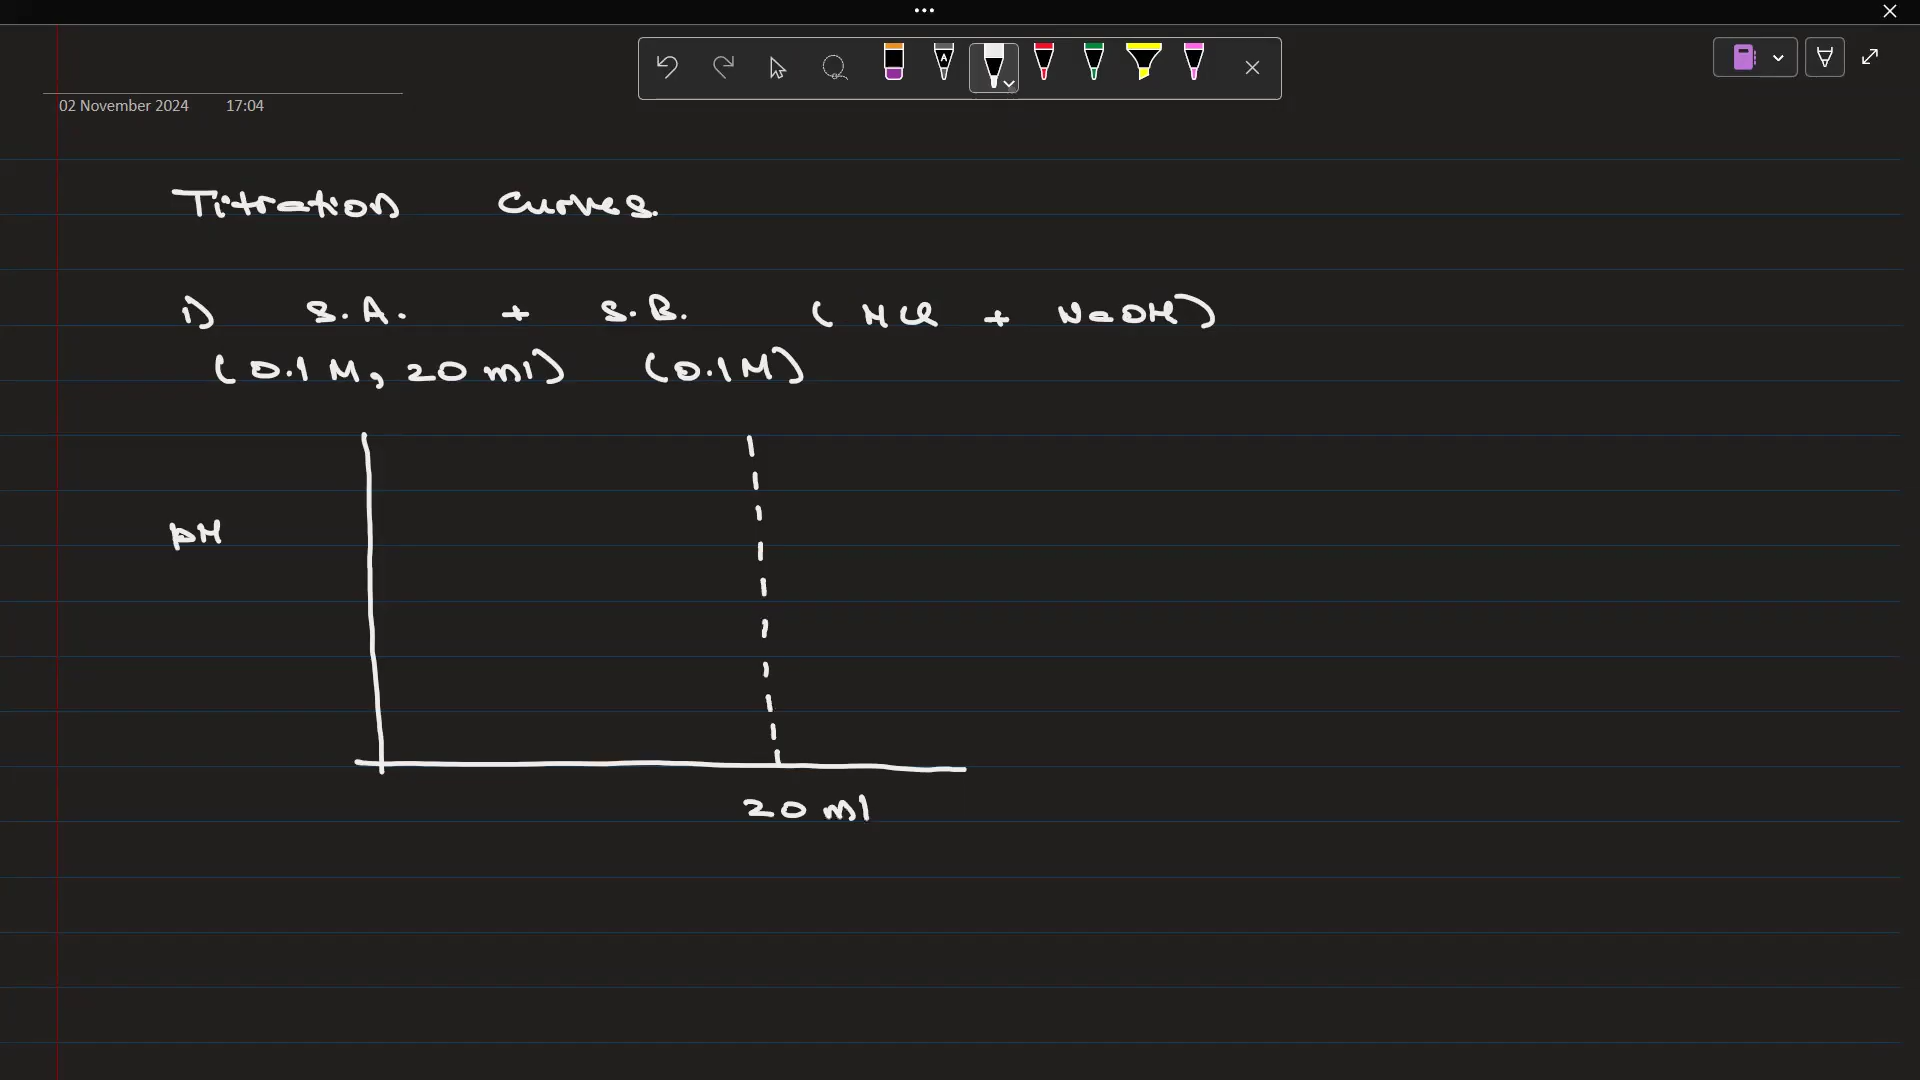 02 November 2024 17:04
Titration Curves.
1) S.A. + S.B. (HCl + NaOH)
(0.1 M, 20 ml) (0.1M)
pH
20 ml